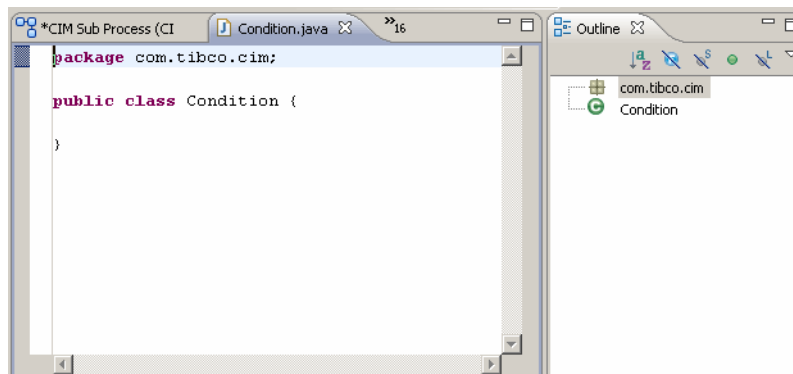 *CIM Sub Process (CI
Condition.java
»16
Outline
package com.tibco.cim;
public class Condition {
}
com.tibco.cim
Condition